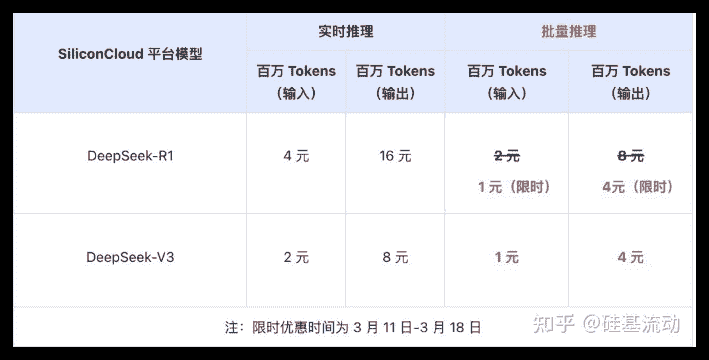 SiliconCloud 平台模型
实时推理
批量推理
百万 Tokens
(输入)
百万 Tokens
(输出)
百万 Tokens
(输入)
百万 Tokens
(输出)
DeepSeek-R1
4 元
16 元
2 元
1 元(限时)
8 元
4元(限时)
DeepSeek-V3
2 元
8 元
1 元
4 元
注:限时优惠时间为 3 月 11 日-3 月 18 日
知乎 @硅基流动